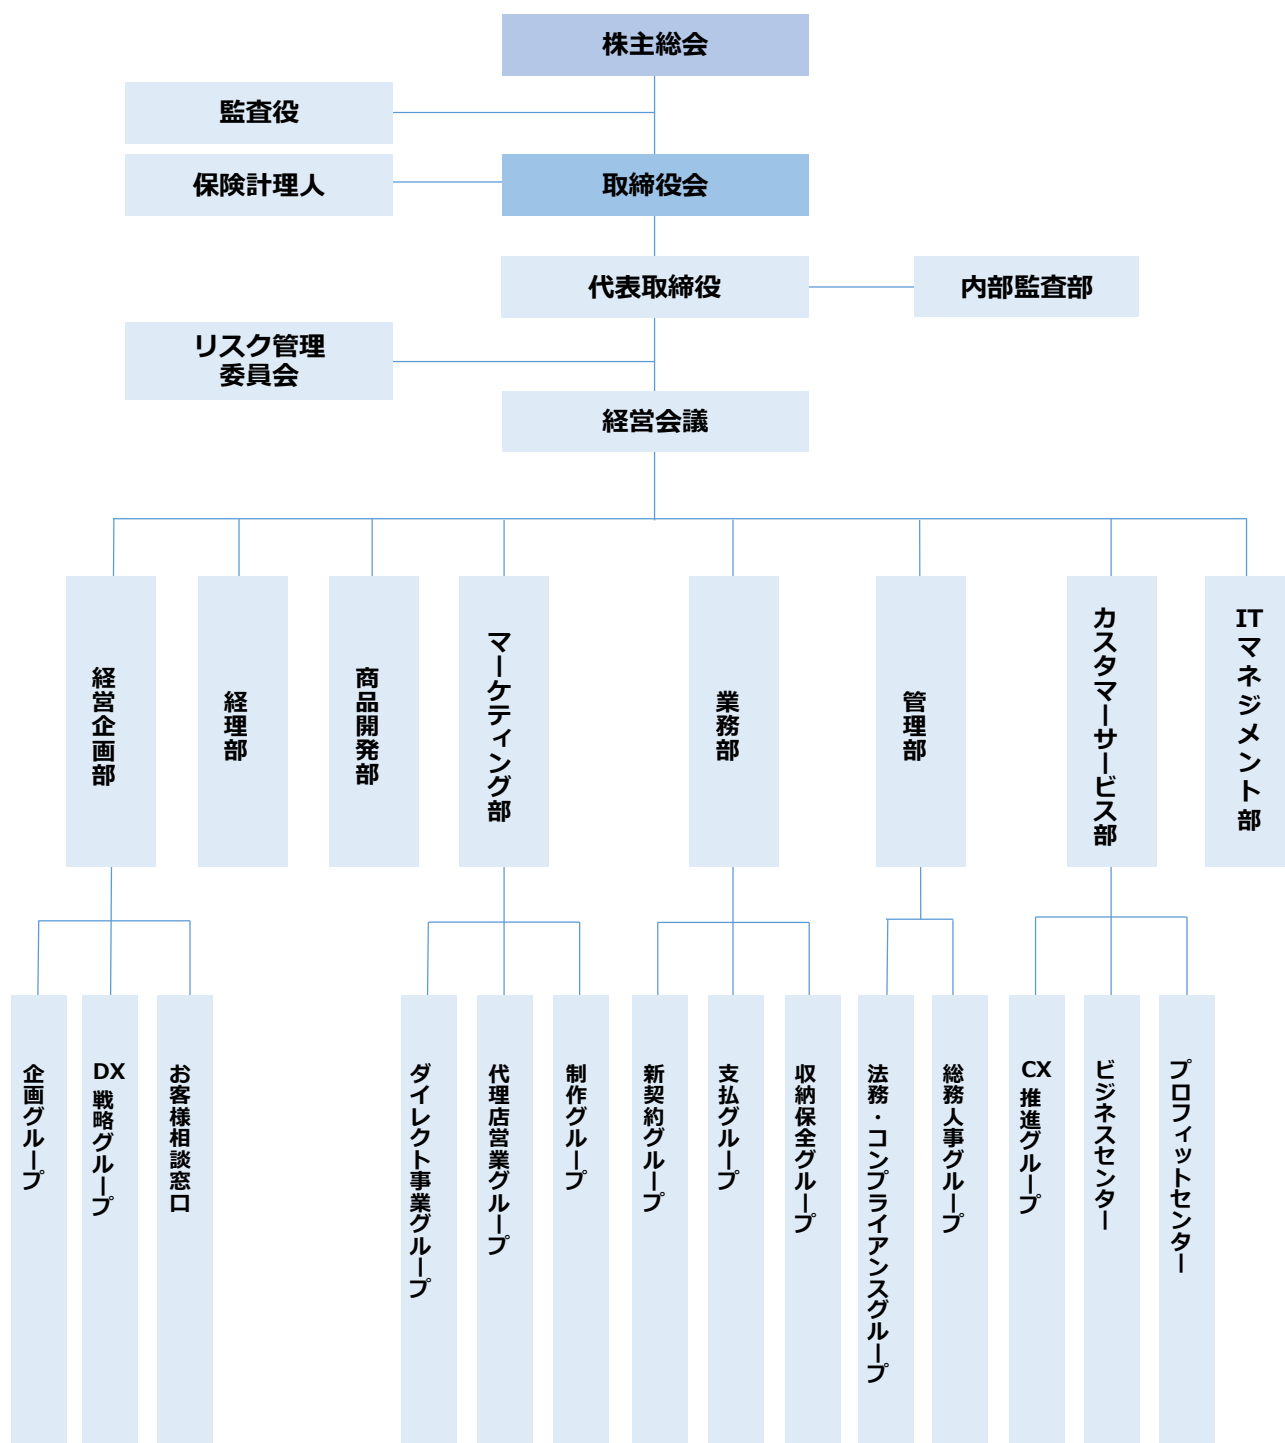 株主総会
監査役
保険計理人
取締役会
代表取締役
内部監査部
リスク管理
委員会
経営会議
経営企画部
経理部
商品開発部
マーケティング部
業務部
管理部
カスタマーサービス部
ITマネジメント部
企画グループ
DX戦略グループ
お客様相談窓口
ダイレクト事業グループ
代理店営業グループ
制作グループ
新契約グループ
支払グループ
収納保全グループ
法務・コンプライアンスグループ
総務人事グループ
CX推進グループ
ビジネスセンター
プロフィットセンター